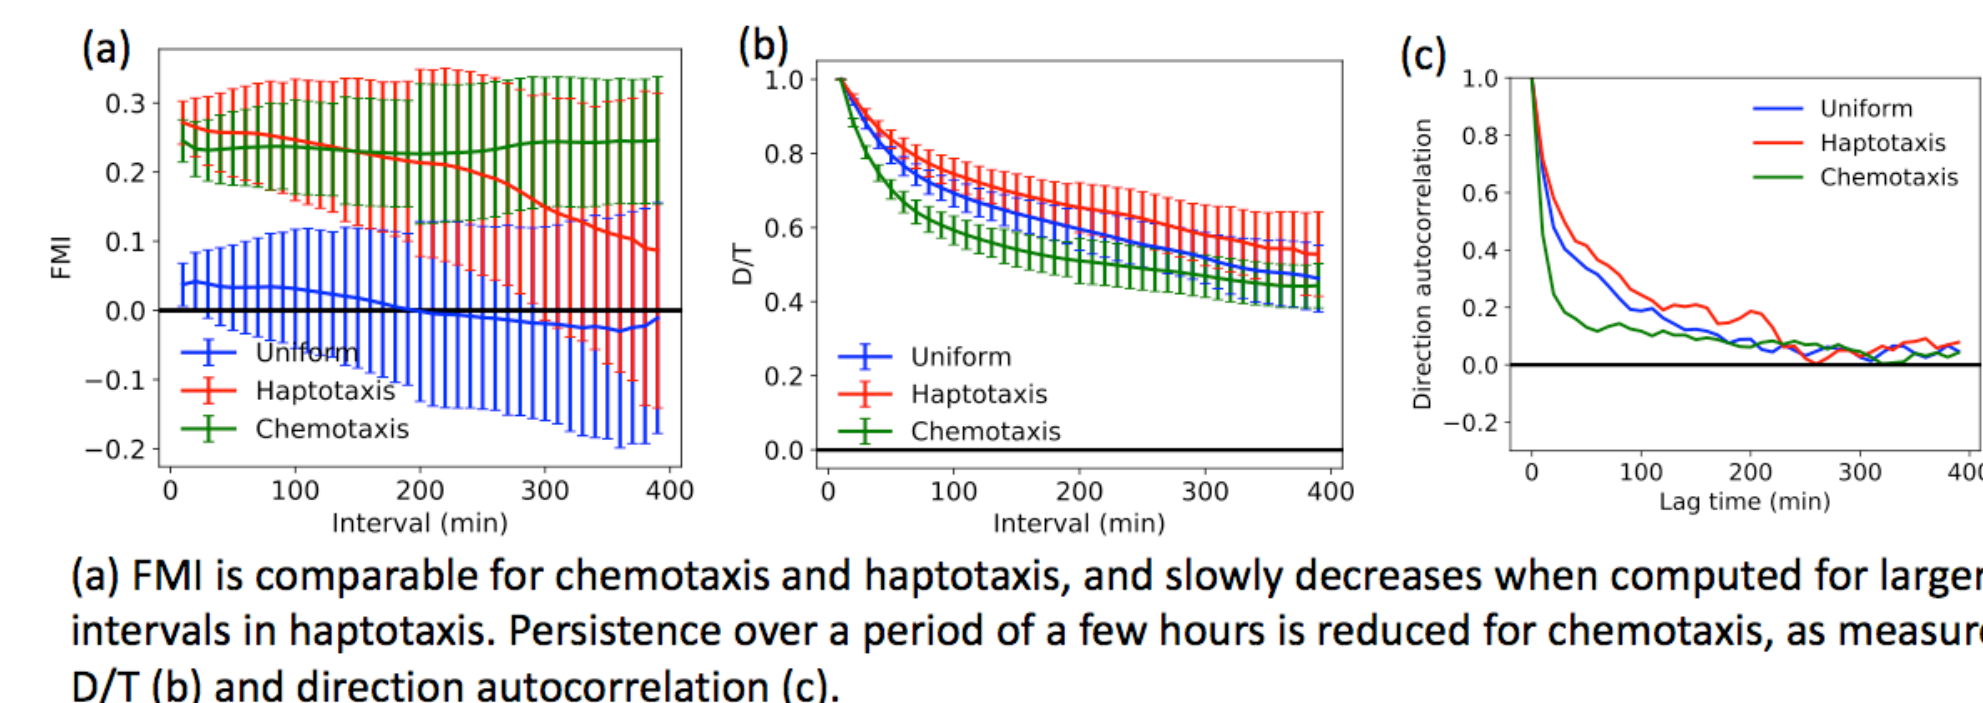 (a)
(b)
(c)
0.3
0.2
0.1
0.0
−0.1
−0.2
FMI
Uniform
Haptotaxis
Chemotaxis
0 100 200 300 400
Interval (min)
1.0
0.8
0.6
0.4
0.2
0.0
D/T
Uniform
Haptotaxis
Chemotaxis
0 100 200 300 400
Interval (min)
1.0
0.8
0.6
0.4
0.2
0.0
−0.2
Direction autocorrelation
Uniform
Haptotaxis
Chemotaxis
0 100 200 300
Lag time (min)
(a) FMI is comparable for chemotaxis and haptotaxis, and slowly decreases when computed for larger
intervals in haptotaxis. Persistence over a period of a few hours is reduced for chemotaxis, as measure
D/T (b) and direction autocorrelation (c).